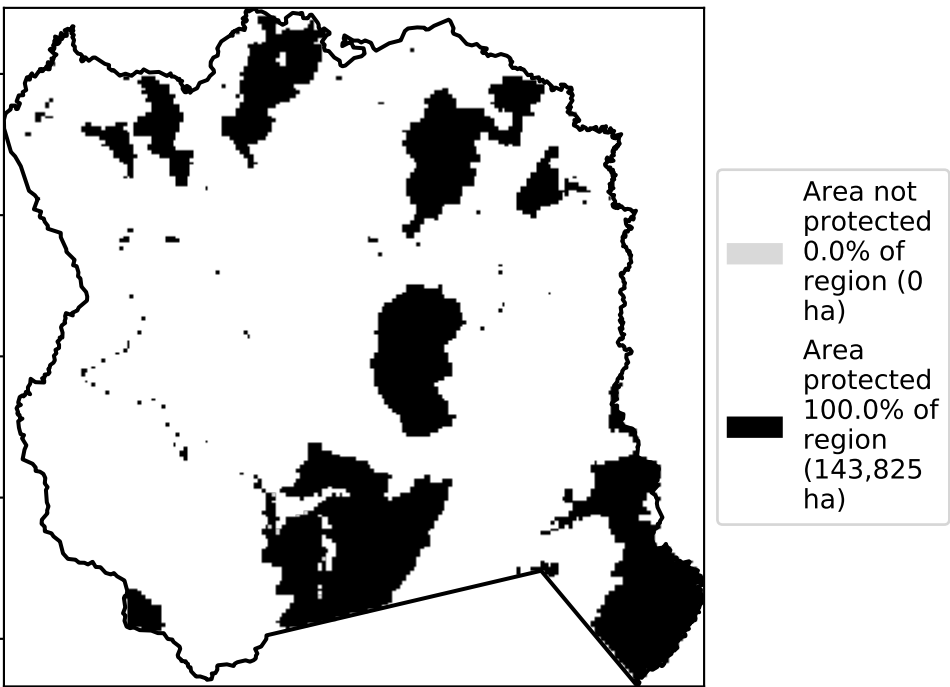 Area not
protected
0.0% of
region (0
ha)
Area
protected
100.0% of
region
(143,825
ha)